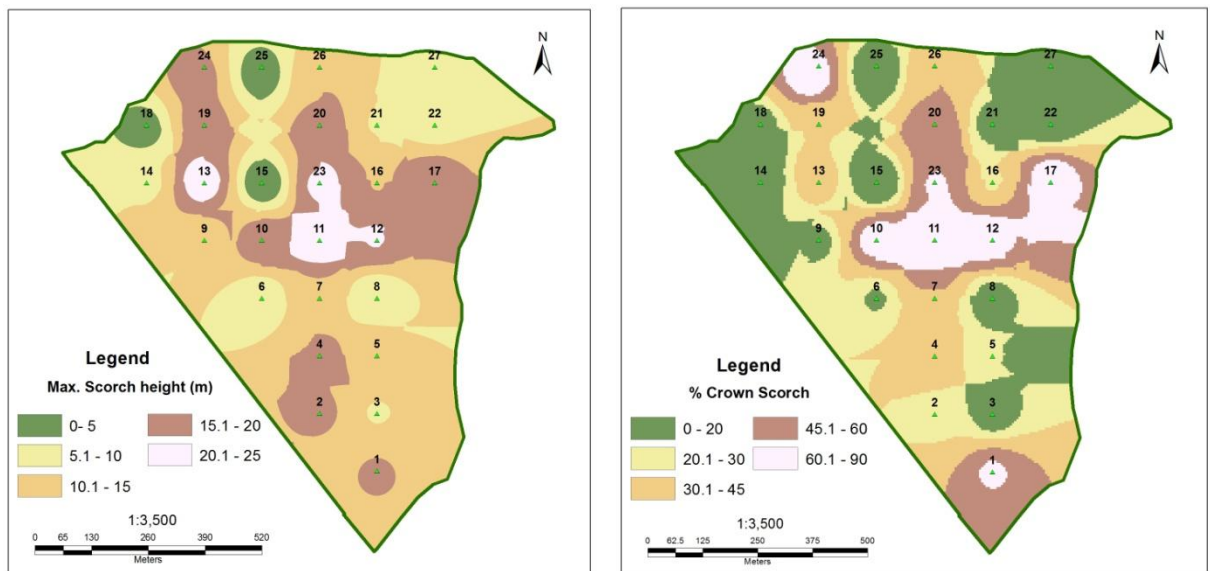 24 25 26 27
N
18 19 20 21 22
14 13 15 23 16 17
9 10 11 12
6 7 8
4 5
2 3
1
Legend
Max. Scorch height (m)
0- 5 15.1 - 20
5.1 - 10 20.1 - 25
10.1 - 15
1:3,500
0 65 130 260 390 520
Meters
24 25 26 27
N
18 19 20 21 22
14 13 15 23 16 17
9 10 11 12
6 7 8
4 5
2 3
1
Legend
% Crown Scorch
0 - 20 45.1 - 60
20.1 - 30 60.1 - 90
30.1 - 45
1:3,500
0 62.5 125 250 375 500
Meters